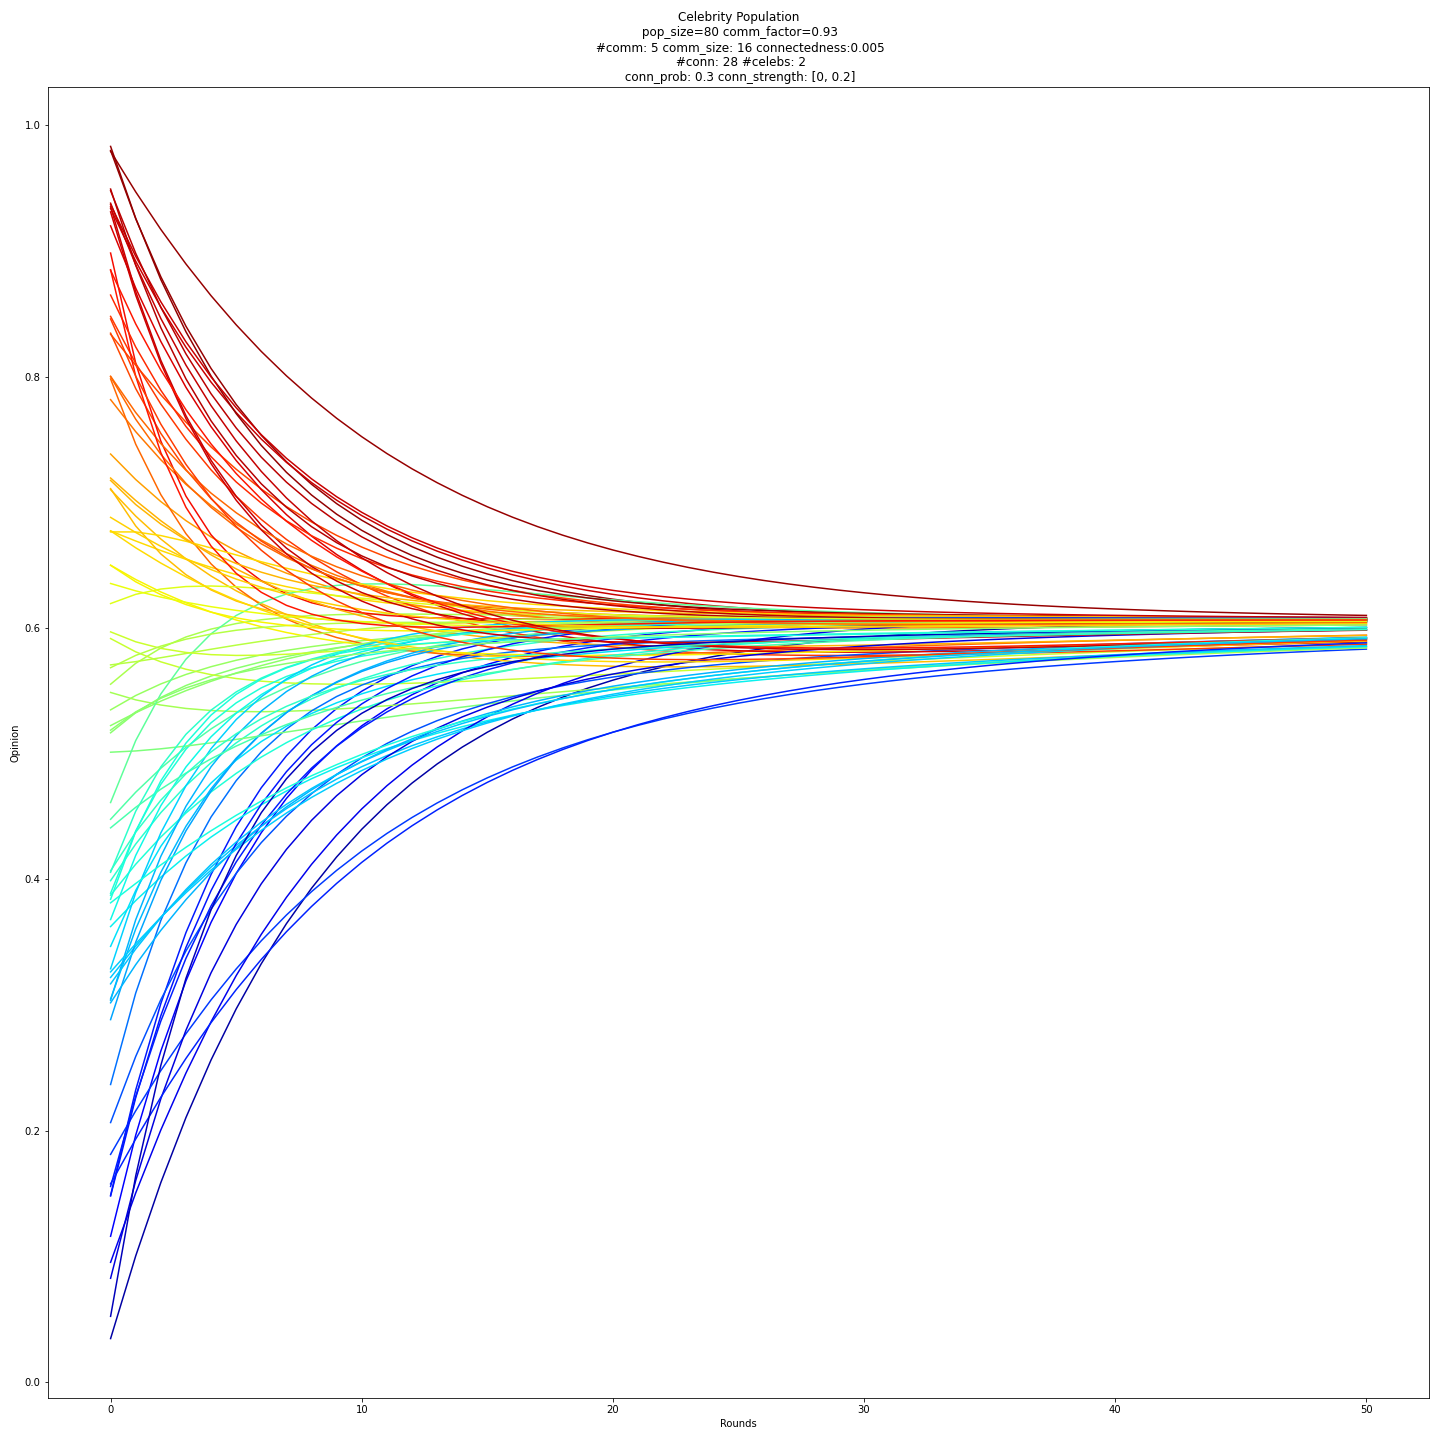 Celebrity Population
pop_size=80 comm_factor=0.93
#comm: 5 comm_size: 16 connectedness:0.005
#conn: 28 #celebs: 2
conn_prob: 0.3 conn_strength: [0, 0.2]
1.0
0.8
0.6
0.4
0.2
0.0
Opinion
0 10 20 30 40 50
Rounds